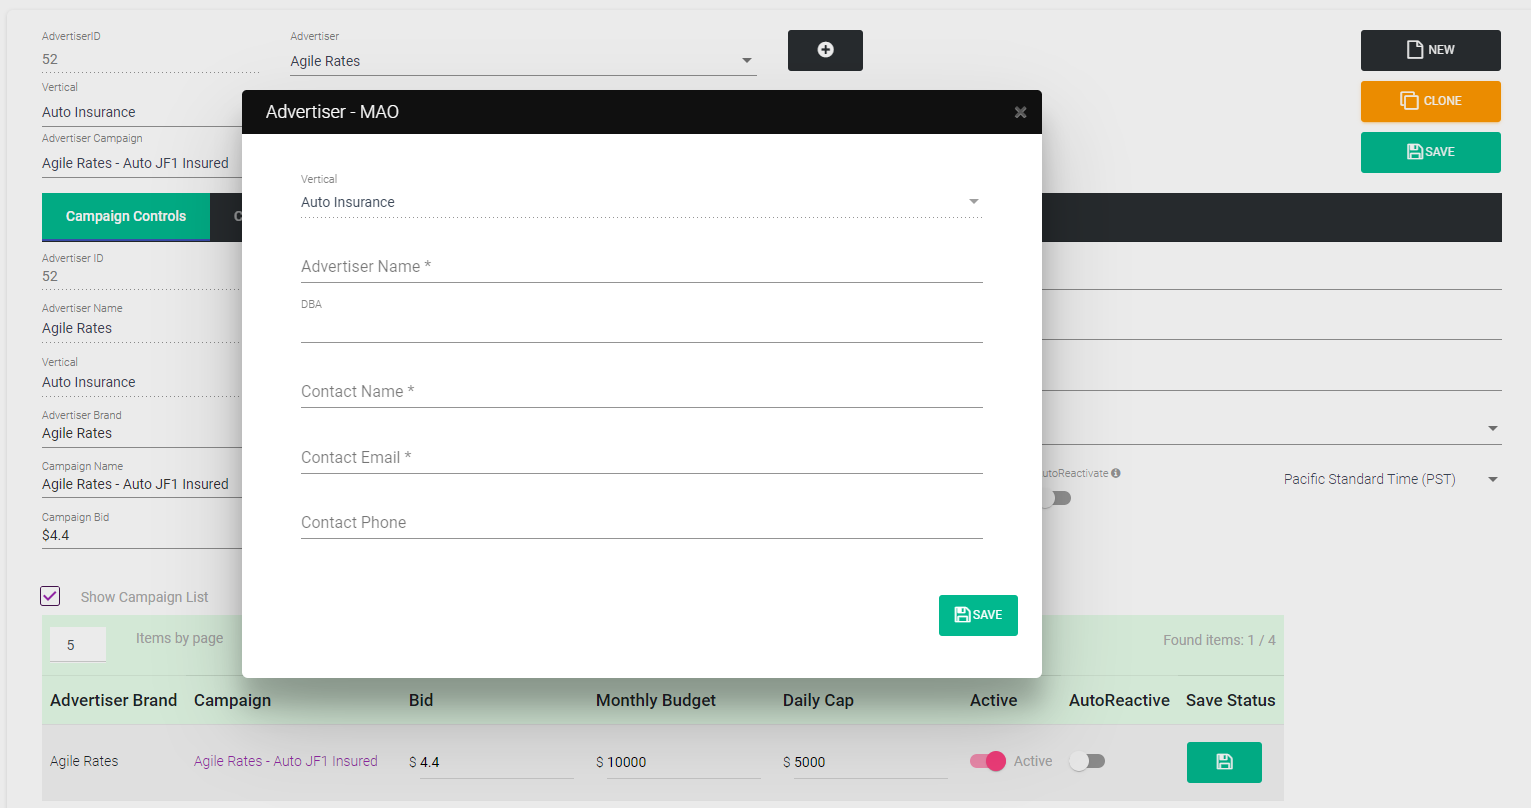 AdvertiserID
52
Advertiser
Agile Rates
NEW
Vertical
Auto Insurance
CLONE
Advertiser Campaign
Agile Rates - Auto JF1 Insured
SAVE
Advertiser - MAO
Vertical
Auto Insurance
Advertiser Name *
DBA
Contact Name *
Contact Email *
Contact Phone
SAVE
Campaign Controls
C
Advertiser ID
52
Advertiser Name
Agile Rates
Vertical
Auto Insurance
Advertiser Brand
Agile Rates
Campaign Name
Agile Rates - Auto JF1 Insured
utoReactivate
Pacific Standard Time (PST)
Campaign Bid
$4.4
Show Campaign List
5 Items by page Found items: 1 / 4
Advertiser Brand Campaign Bid Monthly Budget Daily Cap Active AutoReactive Save Status
Agile Rates Agile Rates - Auto JF1 Insured $ 4.4 $ 10000 $ 5000 Active